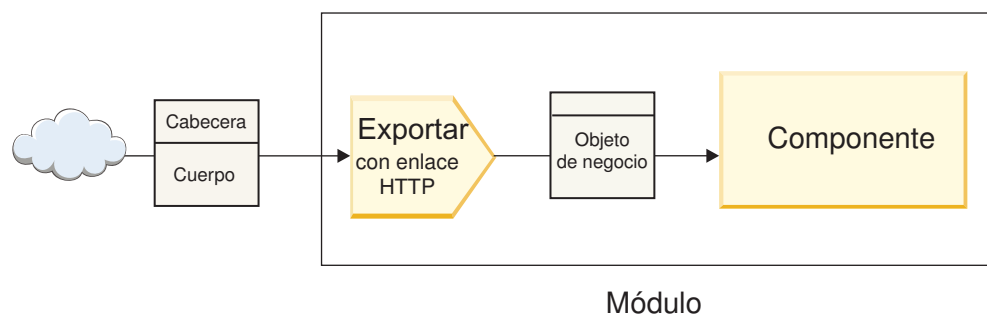 Cabecera
Cuerpo
Exportar
con enlace
HTTP
Objeto
de negocio
Componente
Módulo